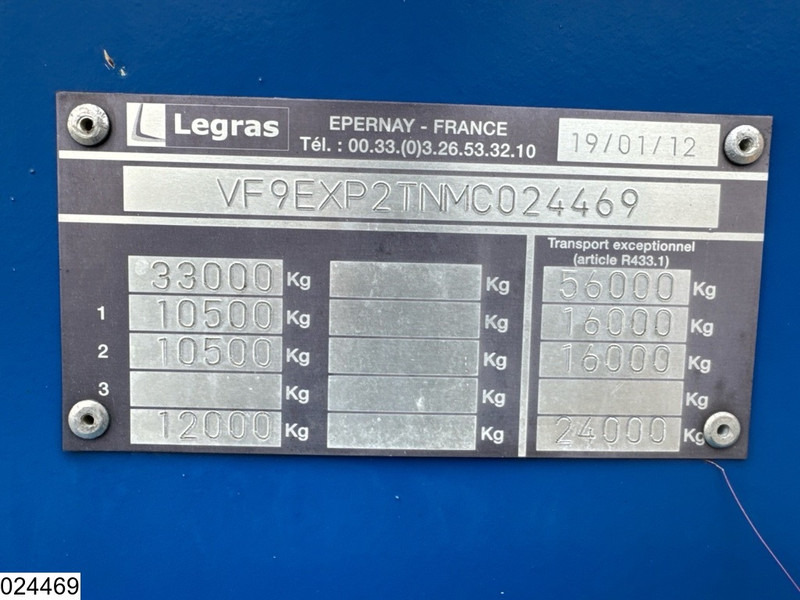 Legras
EPERNAY - FRANCE
Tél. : 00.33.(0)3.26.53.32.10
19/01/12
VF9EXP2TNMC024469
Transport exceptionnel
(article R433.1)
33000 Kg Kg 56000 Kg
1 10500 Kg Kg 16000 Kg
2 10500 Kg Kg 16000 Kg
3 Kg Kg Kg
12000 Kg Kg 24000 Kg
024469